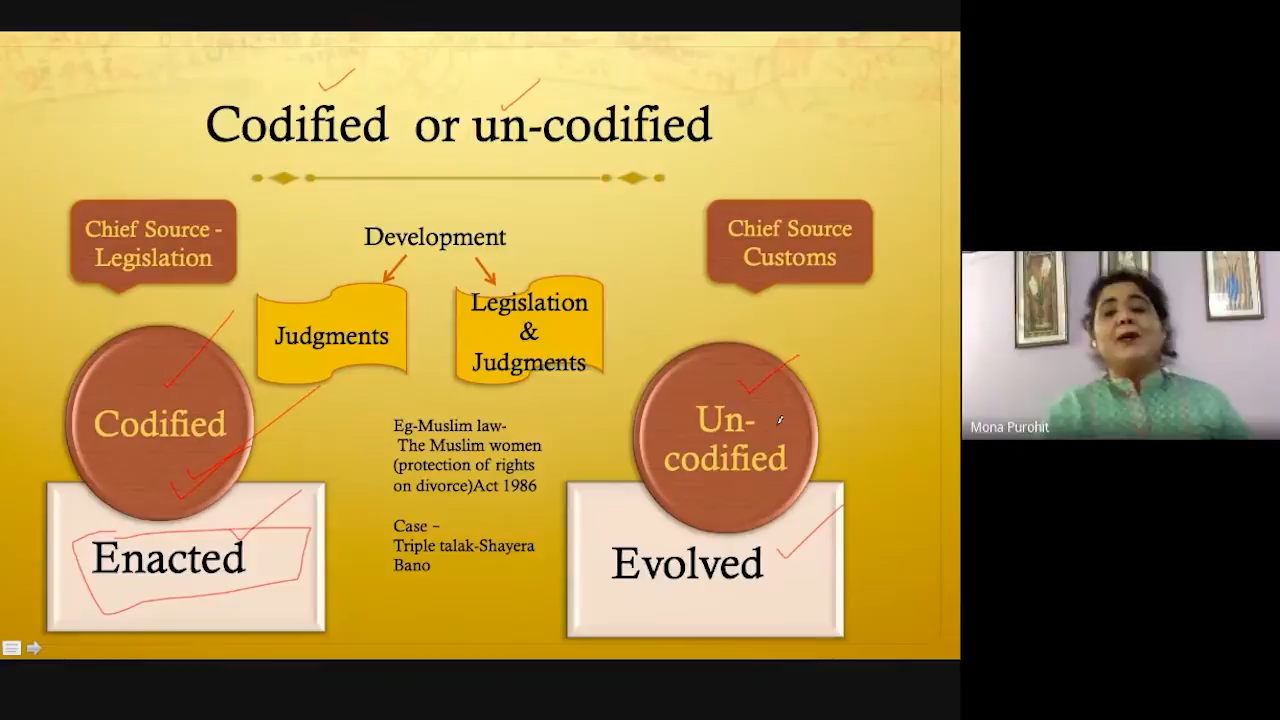 Codified or un-codified
Chief Source -
Legislation
Development
Chief Source
Customs
Judgments
Legislation
&
Judgments
Codified
Un-
codified
Eg-Muslim law-
The Muslim women
(protection of rights
on divorce)Act 1986
Case –
Triple talak-Shayera
Bano
Enacted
Evolved
Mona Purohit